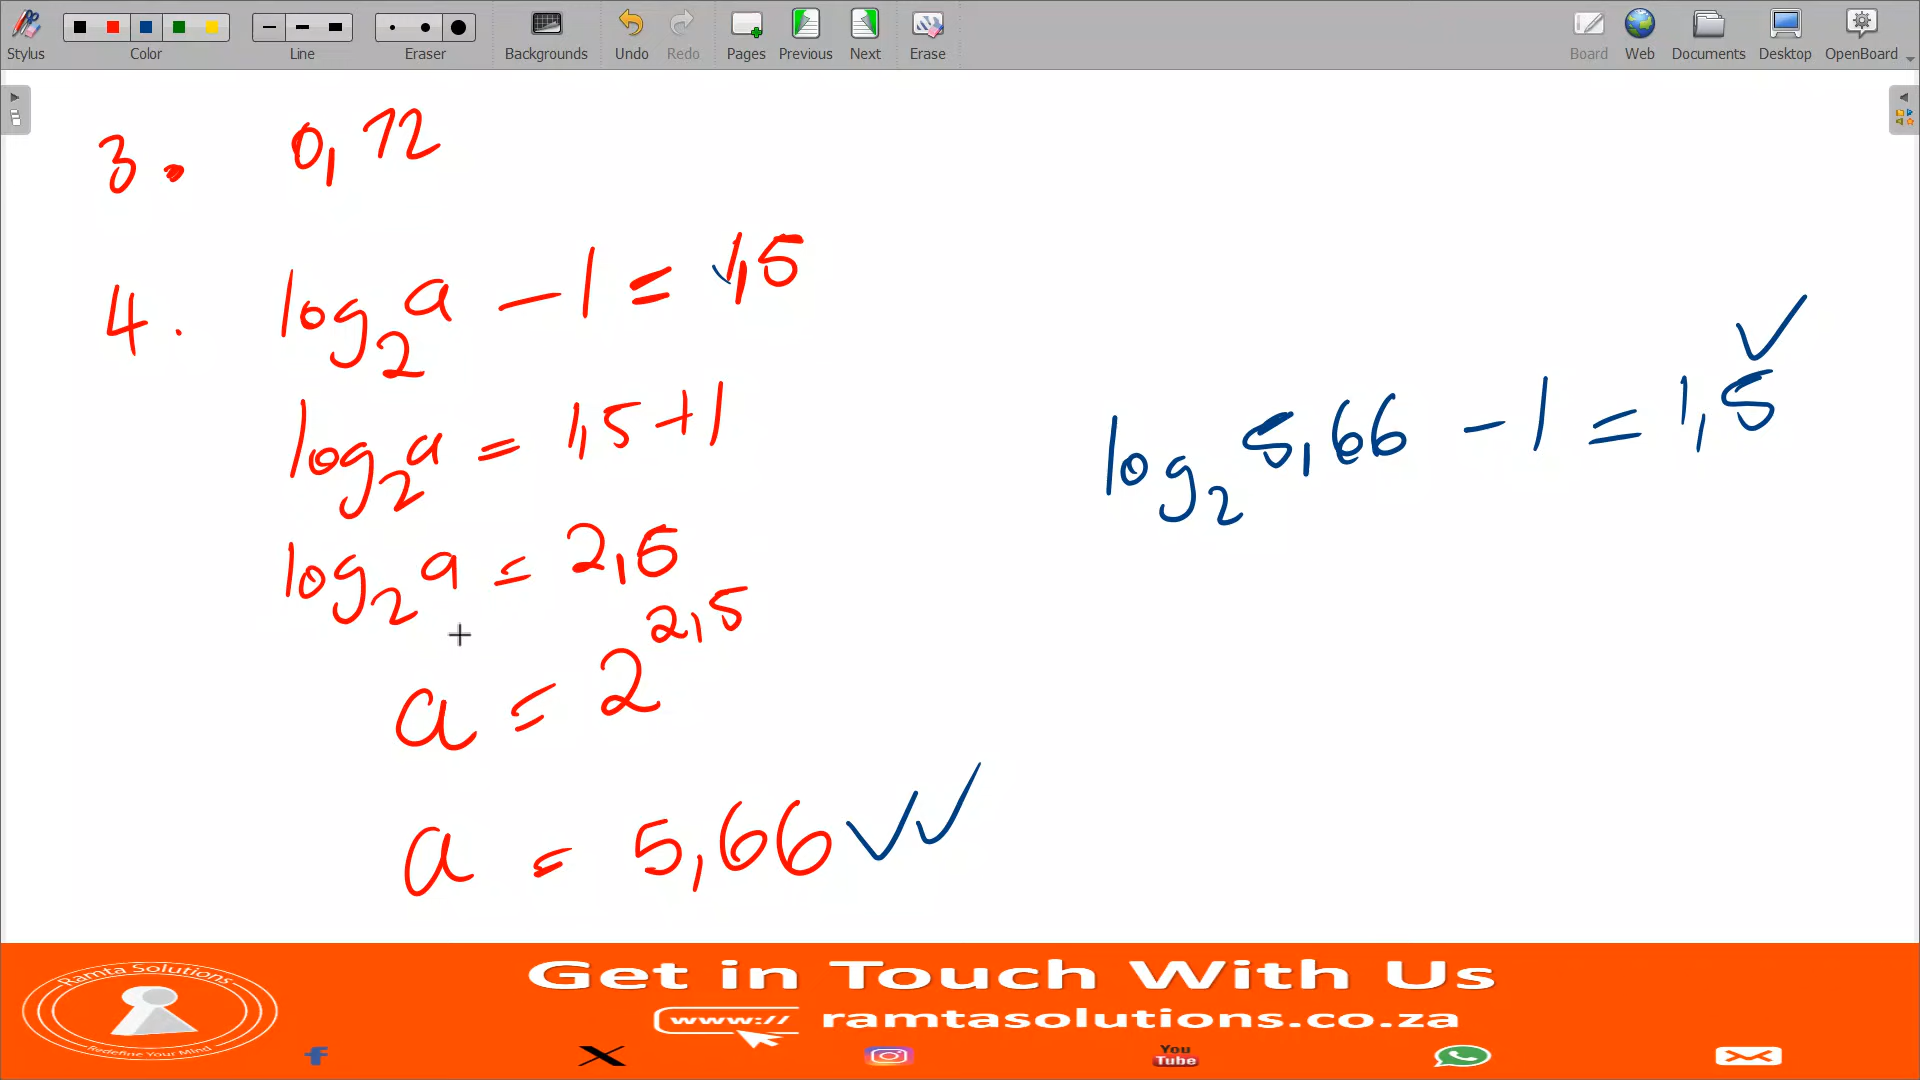 Stylus
Color
Line
Eraser
Backgrounds
Undo
Redo
Pages
Previous
Next
Erase
Board
Web
Documents
Desktop
OpenBoard
3. 0,72
4. log₂a - 1 = 1,5
log₂a = 1,5 + 1
log₂a = 2,5
a = 2^2,5
a = 5,66 ✓✓
log₂5,66 - 1 = 1,5 ✓
Ramta Solutions
Redefine Your Mind
Get in Touch With Us
www:// ramtasolutions.co.za
You
Tube